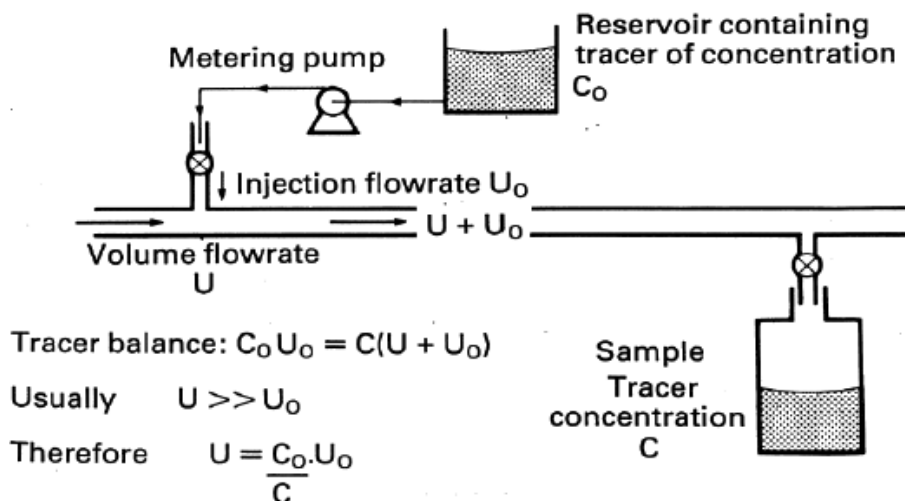 Reservoir containing
tracer of concentration
C₀
Metering pump
Injection flowrate U₀
U + U₀
Volume flowrate
U
Tracer balance: C₀U₀ = C(U + U₀)
Usually U >> U₀
Therefore U = C₀.U₀
C
Sample
Tracer
concentration
C